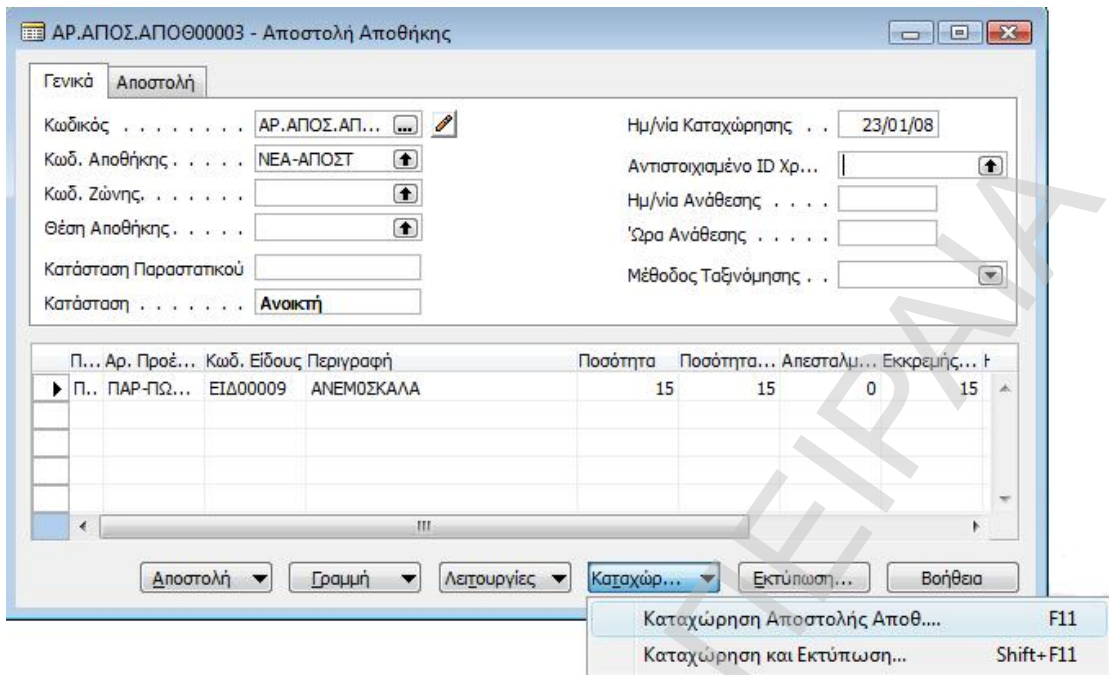 ΑΡ.ΑΠΟΣ.ΑΠΟΘ00003 - Αποστολή Αποθήκης
Γενικά Αποστολή
Κωδικός . . . . . . . . ΑΡ.ΑΠΟΣ.ΑΠ... ...
Κωδ. Αποθήκης . . . . . ΝΕΑ-ΑΠΟΣΤ
Κωδ. Ζώνης. . . . . . .
Θέση Αποθήκης. . . . .
Κατάσταση Παραστατικού
Κατάσταση . . . . . . . Ανοικτή
Ημ/νία Καταχώρησης . . 23/01/08
Αντιστοιχισμένο ID Χρ...
Ημ/νία Ανάθεσης . . . .
Ώρα Ανάθεσης . . . . .
Μέθοδος Ταξινόμησης . .
Π... Αρ. Προέ... Κωδ. Είδους Περιγραφή Ποσότητα Ποσότητα... Απεσταλμ... Εκκρεμής...
Π.. ΠΑΡ-ΠΩ... ΕΙΔ00009 ΑΝΕΜ0ΣΚΑΛΑ 15 15 0 15
Αποστολή Γραμμή Λειτουργίες Καταχώρ... Εκτύπωση... Βοήθεια
Καταχώρηση Αποστολής Αποθ.... F11
Καταχώρηση και Εκτύπωση... Shift+F11
ΠΕΙΡΑΙΑ